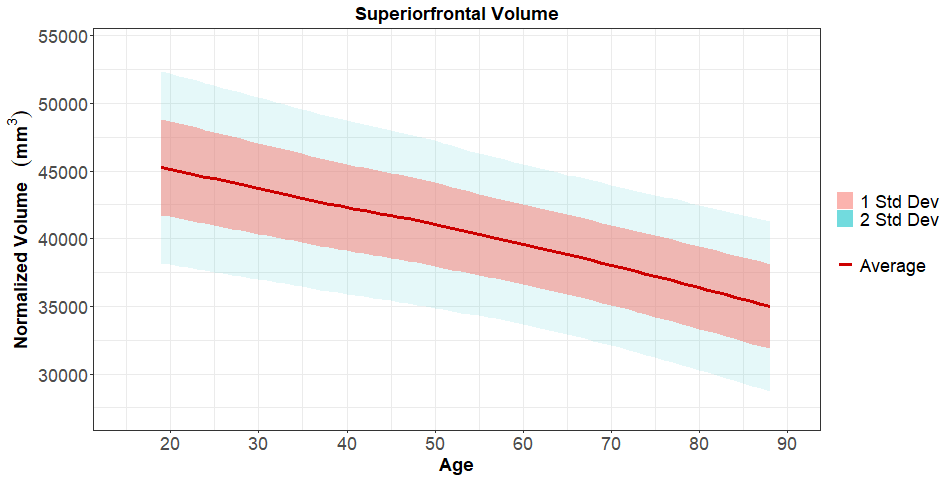 Superiorfrontal Volume
Normalized Volume (mm³)
55000
50000
45000
40000
35000
30000
20 30 40 50 60 70 80 90
Age
1 Std Dev
2 Std Dev
Average